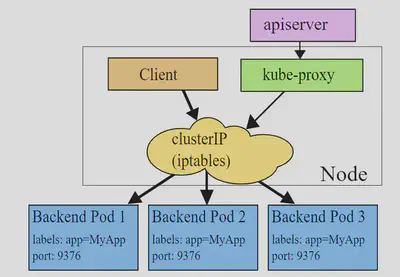 apiserver
Client
kube-proxy
clusterIP
(iptables)
Node
Backend Pod 1
labels: app=MyApp
port: 9376
Backend Pod 2
labels: app=MyApp
port: 9376
Backend Pod 3
labels: app=MyApp
port: 9376